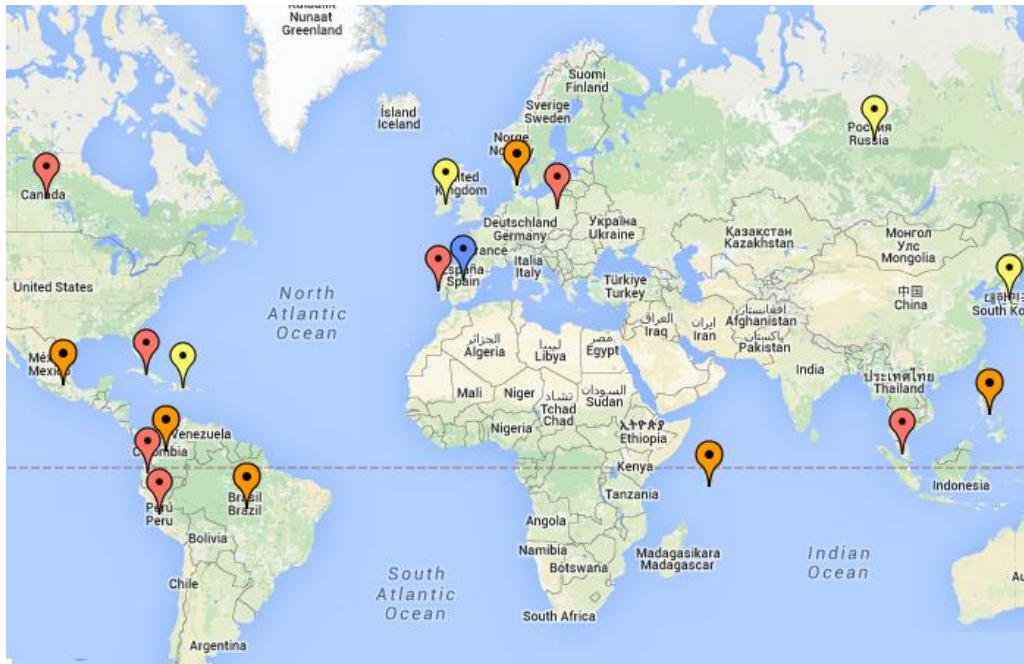 Nunaat
Greenland
Suomi
Finland
Ísland
Iceland
Sverige
Sweden
Norge
Россия
Russia
Canada
United
Kingdom
Deutschland
Germany
Україна
Ukraine
Қазақстан
Kazakhstan
Монгол
Улс
Mongolia
France
España
Spain
Italia
Italy
Türkiye
Turkey
United States
North
Atlantic
Ocean
中国
China
South Ko
العراق
Iraq
ایران
Iran
افغانستان
Afghanistan
پاکستان
Pakistan
الجزائر
Algeria
ليبيا
Libya
مصر
Egypt
Méx
Mexico
India
ประเทศไทย
Thailand
Mali
Niger
تشاد
Tchad
Chad
السودان
Sudan
Nigeria
ኢትዮጵያ
Ethiopia
Venezuela
Colombia
Kenya
Indonesia
Tanzania
Brasil
Brazil
Perú
Peru
Angola
Bolivia
Namibia
Botswana
Madagasikara
Madagascar
Indian
Ocean
South
Atlantic
Ocean
Chile
Au
South Africa
Argentina